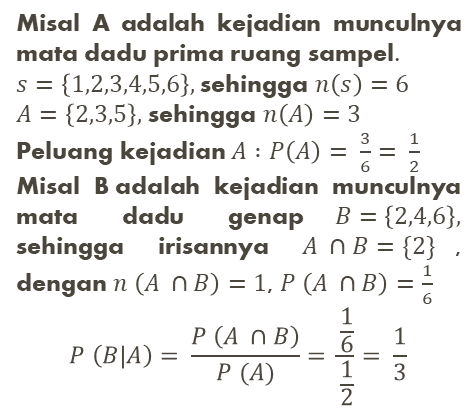 Misal A adalah kejadian munculnya
mata dadu prima ruang sampel.
s = {1,2,3,4,5,6}, sehingga n(s) = 6
A = {2,3,5}, sehingga n(A) = 3
Peluang kejadian A : P(A) = 3/6 = 1/2
Misal B adalah kejadian munculnya
mata dadu genap B = {2,4,6},
sehingga irisannya A ∩ B = {2} ,
dengan n (A ∩ B) = 1, P (A ∩ B) = 1/6
P (B|A) = P (A ∩ B) / P (A) = (1/6) / (1/2) = 1/3